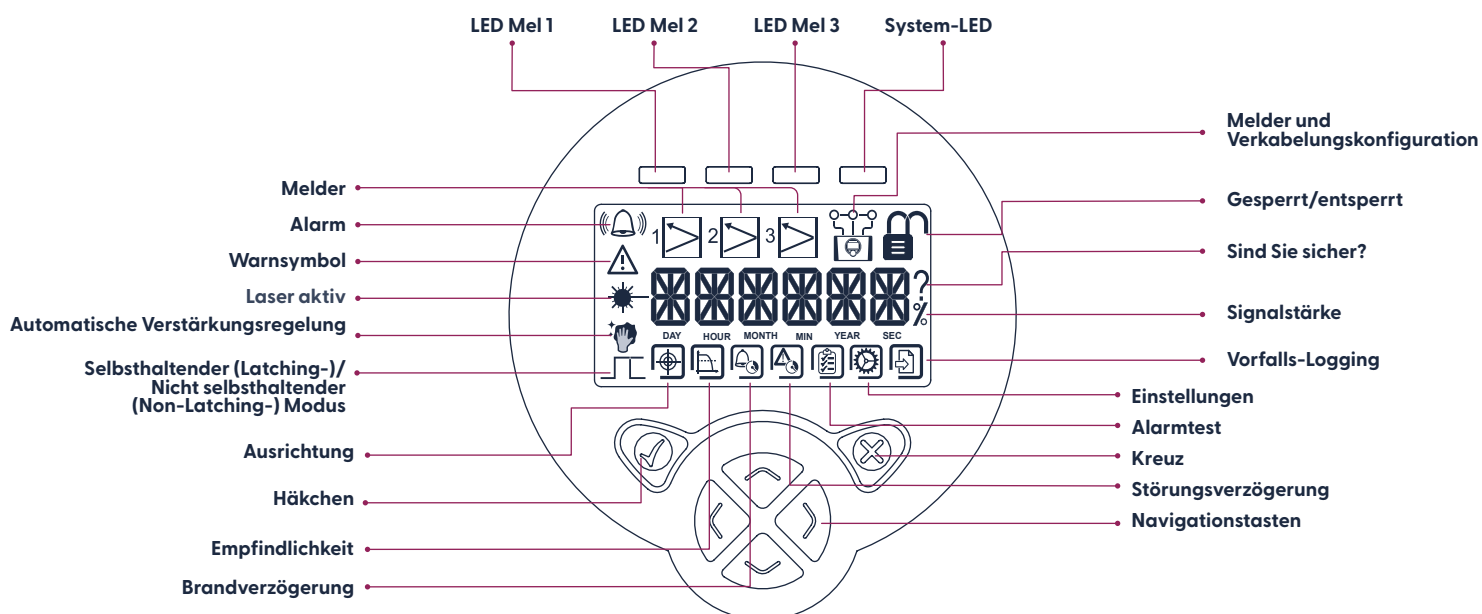 LED Mel 1
LED Mel 2
LED Mel 3
System-LED
Melder und
Verkabelungskonfiguration
Melder
Gesperrt/entsperrt
Alarm
1
2
3
Sind Sie sicher?
Warnsymbol
?
Laser aktiv
Signalstärke
%
Automatische Verstärkungsregelung
DAY HOUR MONTH MIN YEAR SEC
Selbsthaltender (Latching-)/
Nicht selbsthaltender
(Non-Latching-) Modus
Vorfalls-Logging
Einstellungen
Alarmtest
Ausrichtung
Kreuz
Häkchen
Störungsverzögerung
Navigationstasten
Empfindlichkeit
Brandverzögerung